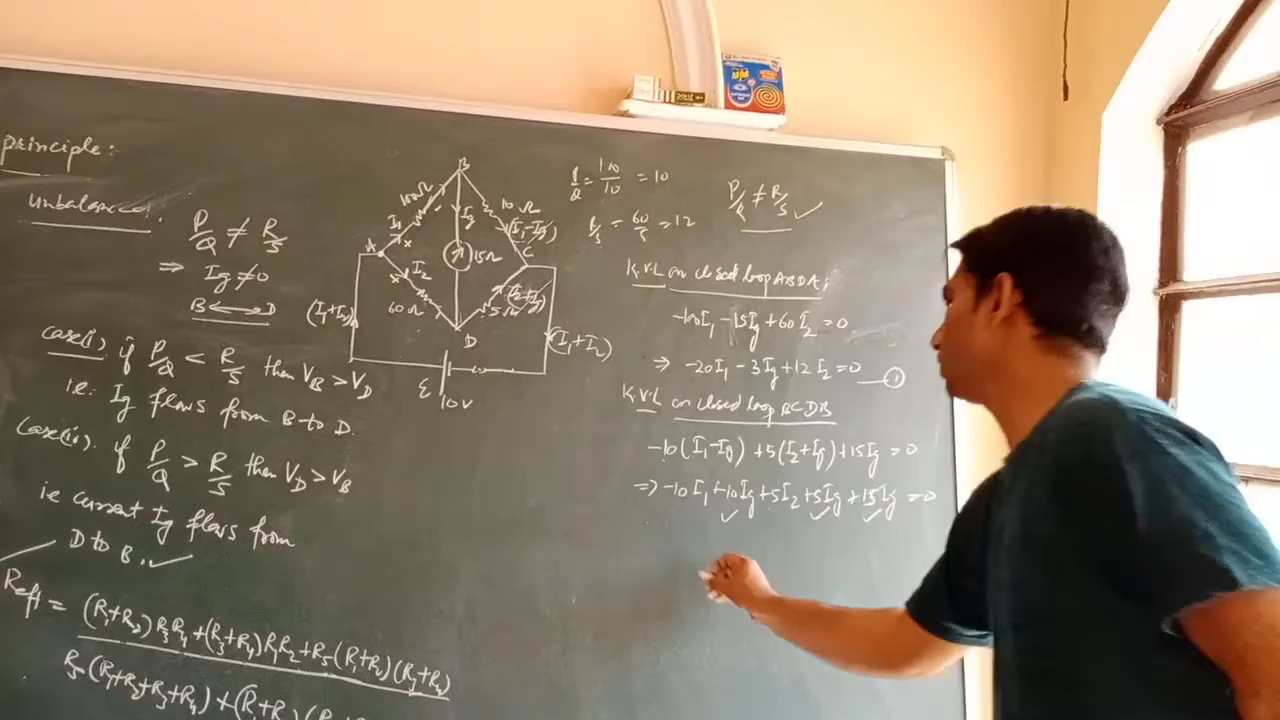 principle:
Unbalanced.
P/Q ≠ R/S
⇒ Ig ≠ 0
B ⟷ D
case(i) if P/Q < R/S then VB > VD
i.e: Ig flows from B to D.
case(ii). if P/Q > R/S then VD > VB
ie current Ig flows from
D to B. ✓
Reff = (R1+R2)R3R4+(R3+R4)R1R2+R5(R1+R2)(R3+R4)
R5(R1+R2+R3+R4)+(R1+R
B
100Ω
10Ω
I1
Ig
(I1-Ig)
A
15Ω
C
I2
(I2+Ig)
60Ω
5Ω
D
(I1+I2)
(I1+I2)
E
10V
P/Q = 100/10 = 10
R/S = 60/5 = 12
P/Q ≠ R/S ✓
K.V.L on closed loop ABDA;
-100I1 -15Ig+60I2 =0.
⇒ -20I1 -3Ig+12I2 =0 —①
K.V.L on closed loop BCDB
-10(I1-Ig) +5(I2+Ig)+15Ig =0
⇒ -10I1 +10Ig+5I2 +5Ig +15Ig =0